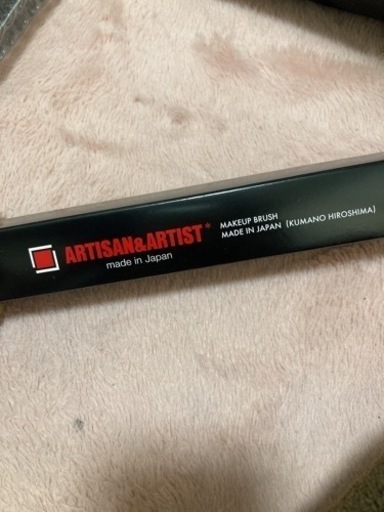 ARTISAN&ARTIST*
made in Japan
MAKEUP BRUSH
MADE IN JAPAN (KUMANO HIROSHIMA)